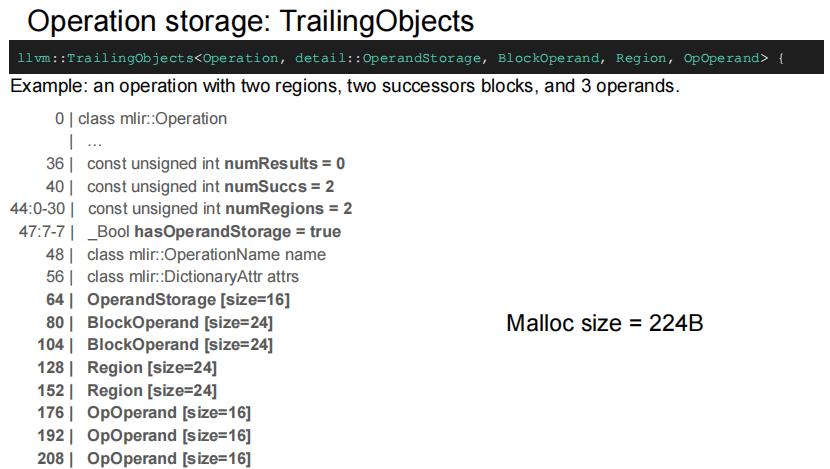 Operation storage: TrailingObjects
llvm::TrailingObjects<Operation, detail::OperandStorage, BlockOperand, Region, OpOperand> {
Example: an operation with two regions, two successors blocks, and 3 operands.
0 | class mlir::Operation
| ...
36 | const unsigned int numResults = 0
40 | const unsigned int numSuccs = 2
44:0-30 | const unsigned int numRegions = 2
47:7-7 | _Bool hasOperandStorage = true
48 | class mlir::OperationName name
56 | class mlir::DictionaryAttr attrs
64 | OperandStorage [size=16]
80 | BlockOperand [size=24]
104 | BlockOperand [size=24]
128 | Region [size=24]
152 | Region [size=24]
176 | OpOperand [size=16]
192 | OpOperand [size=16]
208 | OpOperand [size=16]
Malloc size = 224B